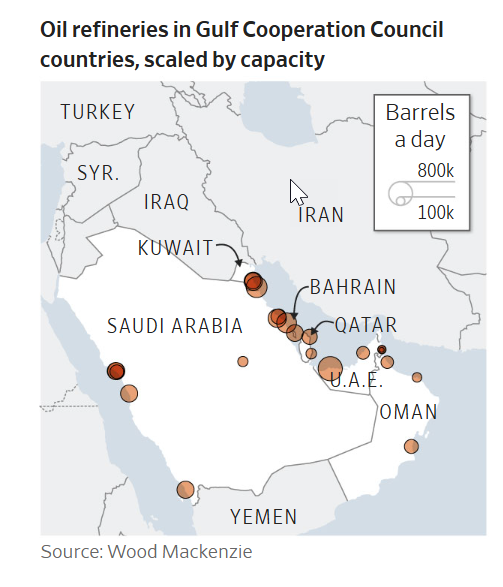 Oil refineries in Gulf Cooperation Council
countries, scaled by capacity
TURKEY
Barrels
a day
800k
100k
SYR.
IRAQ
IRAN
KUWAIT
BAHRAIN
SAUDI ARABIA
QATAR
U.A.E.
OMAN
YEMEN
Source: Wood Mackenzie